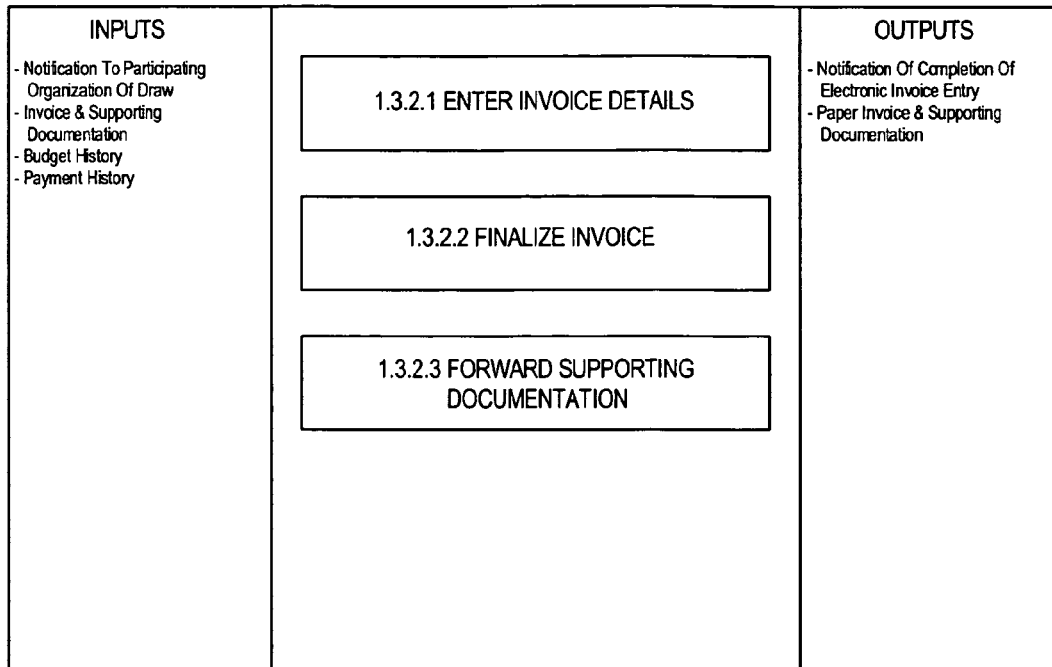 INPUTS
- Notification To Participating
Organization Of Draw
- Invoice & Supporting
Documentation
- Budget History
- Payment History
1.3.2.1 ENTER INVOICE DETAILS
1.3.2.2 FINALIZE INVOICE
1.3.2.3 FORWARD SUPPORTING
DOCUMENTATION
OUTPUTS
- Notification Of Completion Of
Electronic Invoice Entry
- Paper Invoice & Supporting
Documentation